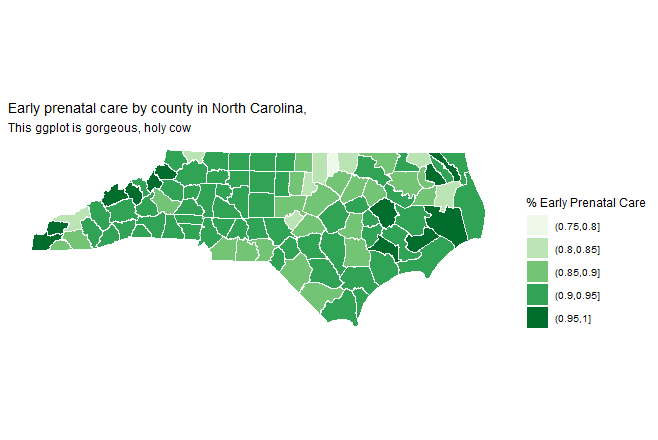 Early prenatal care by county in North Carolina,
This ggplot is gorgeous, holy cow
% Early Prenatal Care
(0.75,0.8]
(0.8,0.85]
(0.85,0.9]
(0.9,0.95]
(0.95,1]